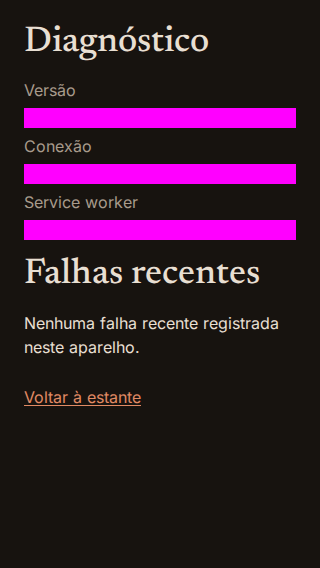 Diagnóstico
Versão
Conexão
Service worker
Falhas recentes
Nenhuma falha recente registrada
neste aparelho.
Voltar à estante